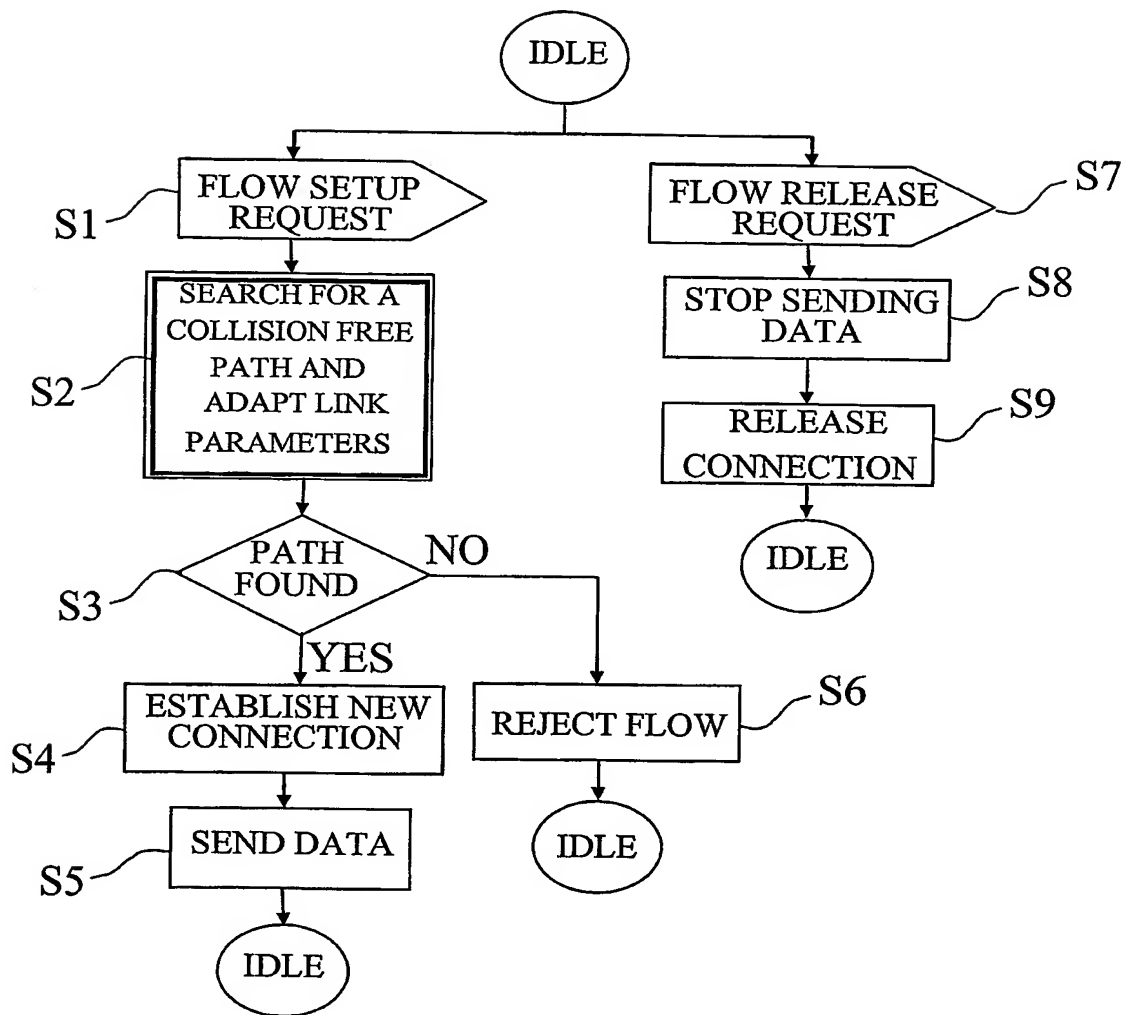 IDLE
S1
FLOW SETUP
REQUEST
S2
SEARCH FOR A
COLLISION FREE
PATH AND
ADAPT LINK
PARAMETERS
S3
PATH
FOUND
NO
YES
S4
ESTABLISH NEW
CONNECTION
S5
SEND DATA
IDLE
REJECT FLOW
S6
IDLE
FLOW RELEASE
REQUEST
S7
STOP SENDING
DATA
S8
RELEASE
CONNECTION
S9
IDLE